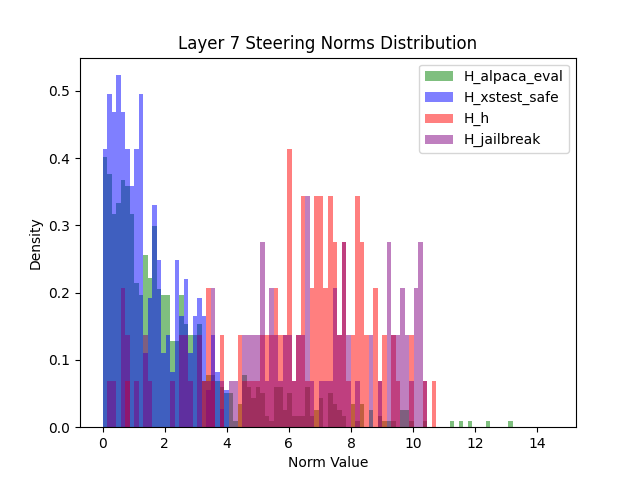 Layer 7 Steering Norms Distribution
H_alpaca_eval
H_xstest_safe
H_h
H_jailbreak
Density
0.5
0.4
0.3
0.2
0.1
0.0
0 2 4 6 8 10 12 14
Norm Value